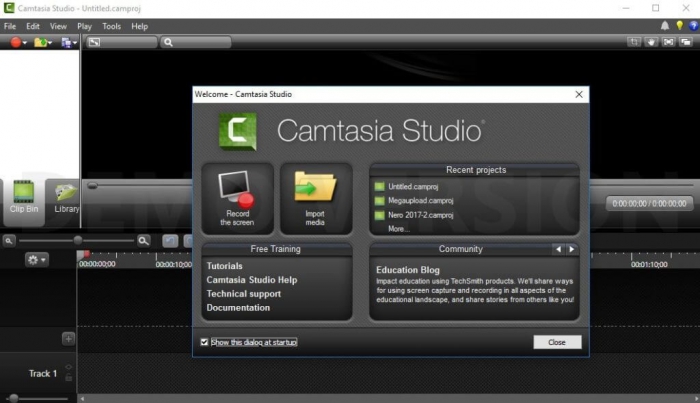 Camtasia Studio - Untitled.camproj
File Edit View Play Tools Help
Welcome - Camtasia Studio
Camtasia Studio®
Record
the screen
Import
media
Recent projects
Untitled.camproj
Megaupload.camproj
Nero 2017-2.camproj
More...
Free Training
Tutorials
Camtasia Studio Help
Technical support
Documentation
Community
Education Blog
Impact education using TechSmith products. We'll share ways
for using screen capture and recording in all aspects of the
educational landscape, and share stories from others like you!
Show this dialog at startup
Close
Clip Bin
Library
DEMO VERSION
0:00:00;00 / 0:00:00;00
00:00:00;00
00:00:10;00
00:01:10;00
Track 1